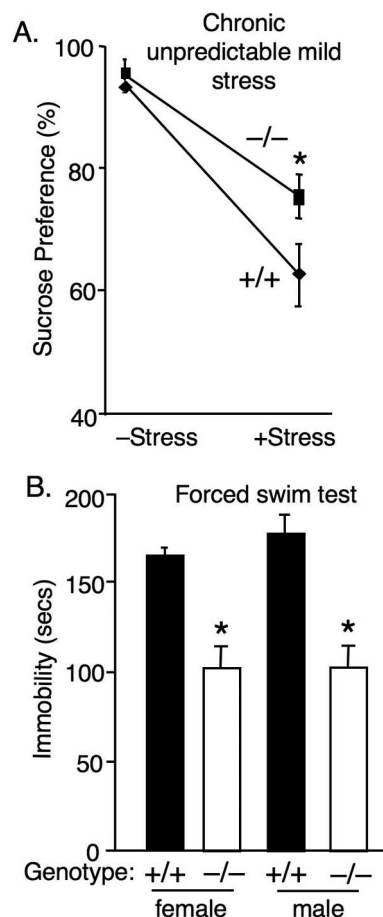 A.
Chronic
unpredictable mild
stress
100
80
60
40
Sucrose Preference (%)
–/–
*
+/+
–Stress +Stress
B.
Forced swim test
200
150
100
50
0
Immobility (secs)
* *
Genotype: +/+ –/– +/+ –/–
female male